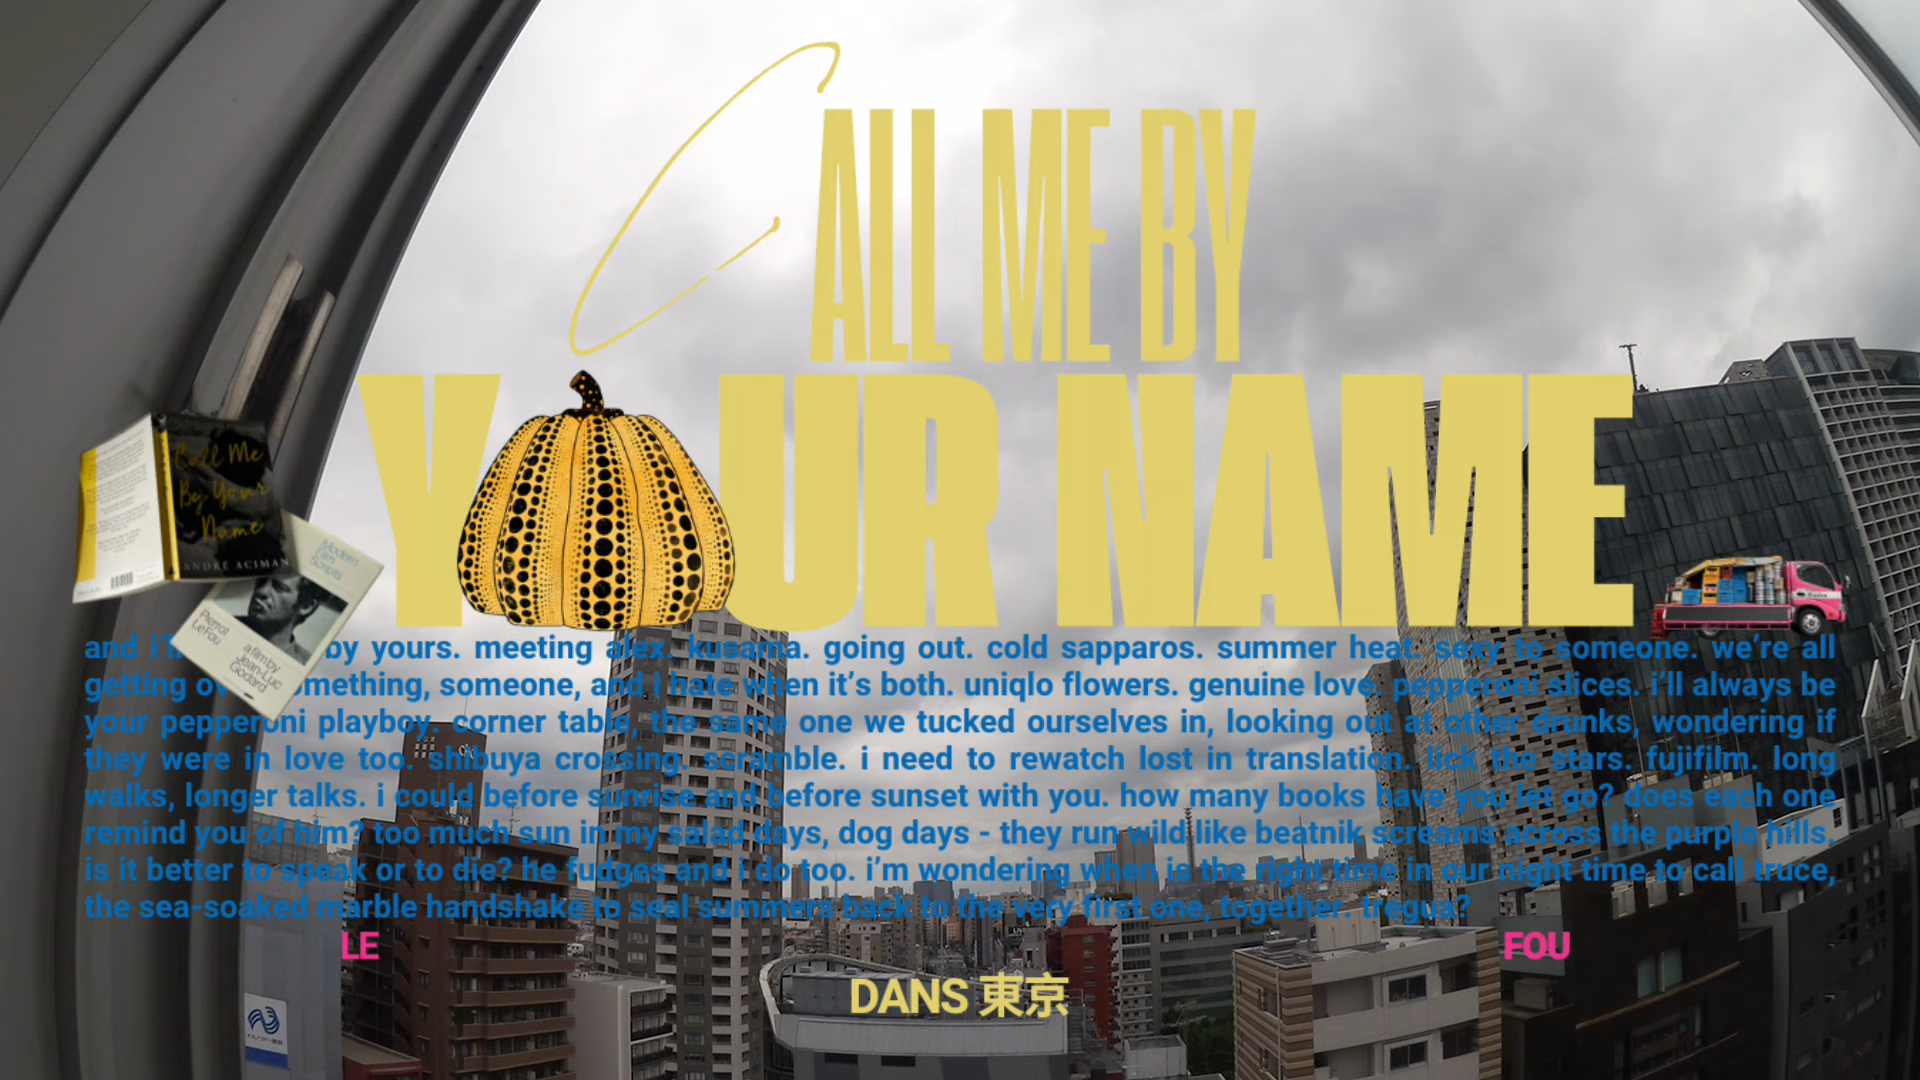 CALL ME BY
YOUR NAME
Call Me
By Your
Name
ANDRÉ ACIMAN
Modern
Film
Scripts
Pierrot
LeFou
a film by
Jean-Luc
Godard
and i'll by yours. meeting alex. kusama. going out. cold sapparos. summer heat. sexy to someone. we're all
getting something, someone, and i hate when it's both. uniqlo flowers. genuine love. pepperoni slices. i'll always be
your pepperoni playboy. corner table, the same one we tucked ourselves in, looking out at other drunks, wondering if
they were in love too. shibuya crossing. scramble. i need to rewatch lost in translation. lick the stars. fujifilm. long
walks, longer talks. i could before sunrise and before sunset with you. how many books have you let go? does each one
remind you of him? too much sun in my salad days, dog days - they run wild like beatnik screams across the purple hills,
is it better to speak or to die? he fudges and i do too. i'm wondering when is the right time in our night time to call truce,
the sea-soaked marble handshake to seal summers back to the very first one, together. tregua?
LE FOU
DANS 東京